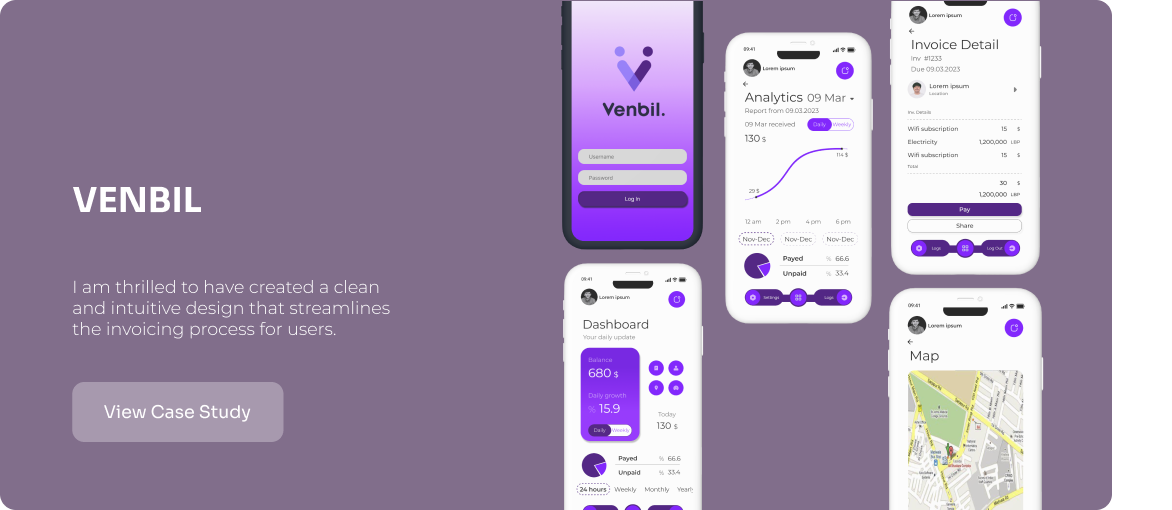 VENBIL
I am thrilled to have created a clean
and intuitive design that streamlines
the invoicing process for users.
View Case Study
Venbil.
Username
Password
Log In
09:41
Lorem ipsum
Dashboard
Your daily update
Balance
680 $
Daily growth
% 15.9
Daily Weekly
Today
130 $
Payed % 66.6
Unpaid % 33.4
24 hours Weekly Monthly Yearly
09:41
Lorem ipsum
Analytics 09 Mar
Report from 09.03.2023
09 Mar received
Daily Weekly
130 $
114 $
29 $
12 am 2 pm 4 pm 6 pm
Nov-Dec Nov-Dec Nov-Dec
Payed % 66.6
Unpaid % 33.4
Settings Logs
Lorem ipsum
Invoice Detail
Inv #1233
Due 09.03.2023
Lorem ipsum
Location
Inv. Details
Wifi subscription 15 $
Electricity 1,200,000 LBP
Wifi subscription 15 $
Total
30 $
1,200,000 LBP
Pay
Share
Logs Log Out
09:41
Lorem ipsum
Map